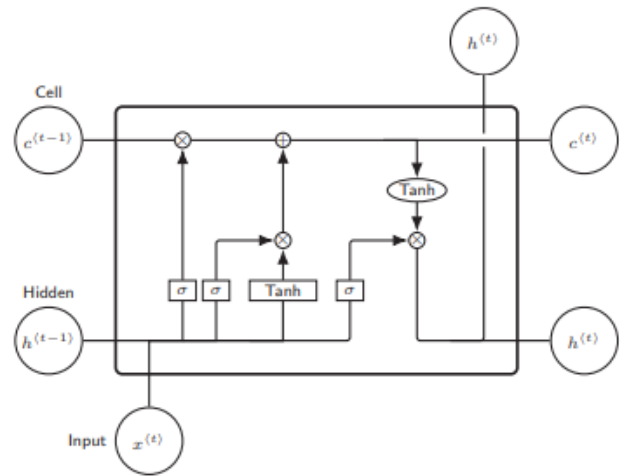 h⟨t⟩
Cell
c⟨t−1⟩ × + c⟨t⟩
Tanh
×
×
σ σ Tanh σ
Hidden
h⟨t−1⟩ h⟨t⟩
Input x⟨t⟩